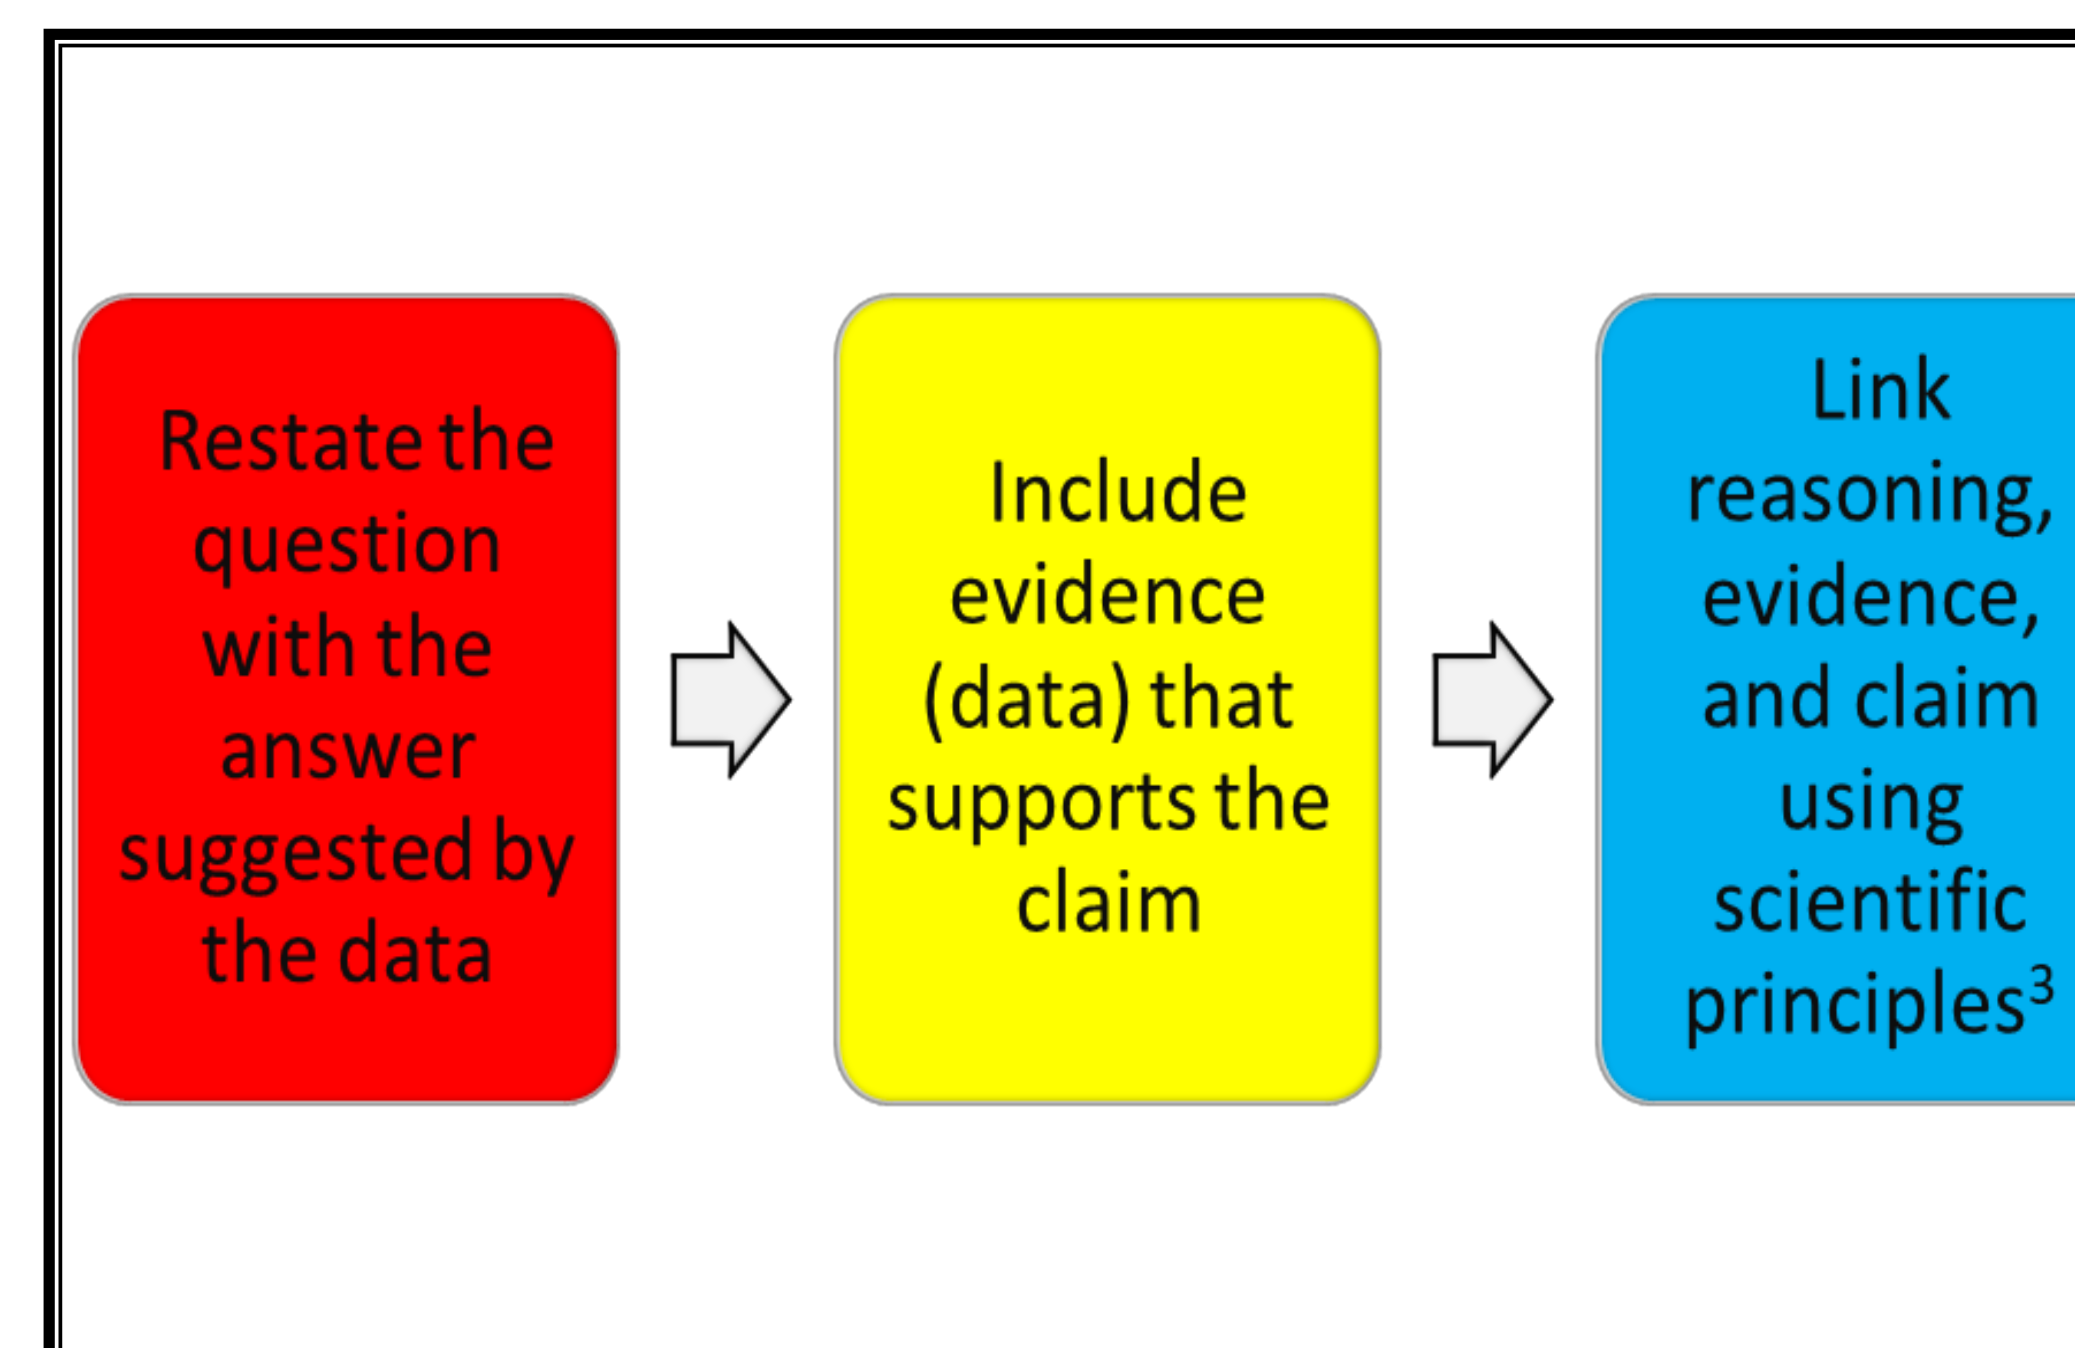 Restate the
question
with the
answer
suggested by
the data
Include
evidence
(data) that
supports the
claim
Link
reasoning,
evidence,
and claim
using
scientific
principles³